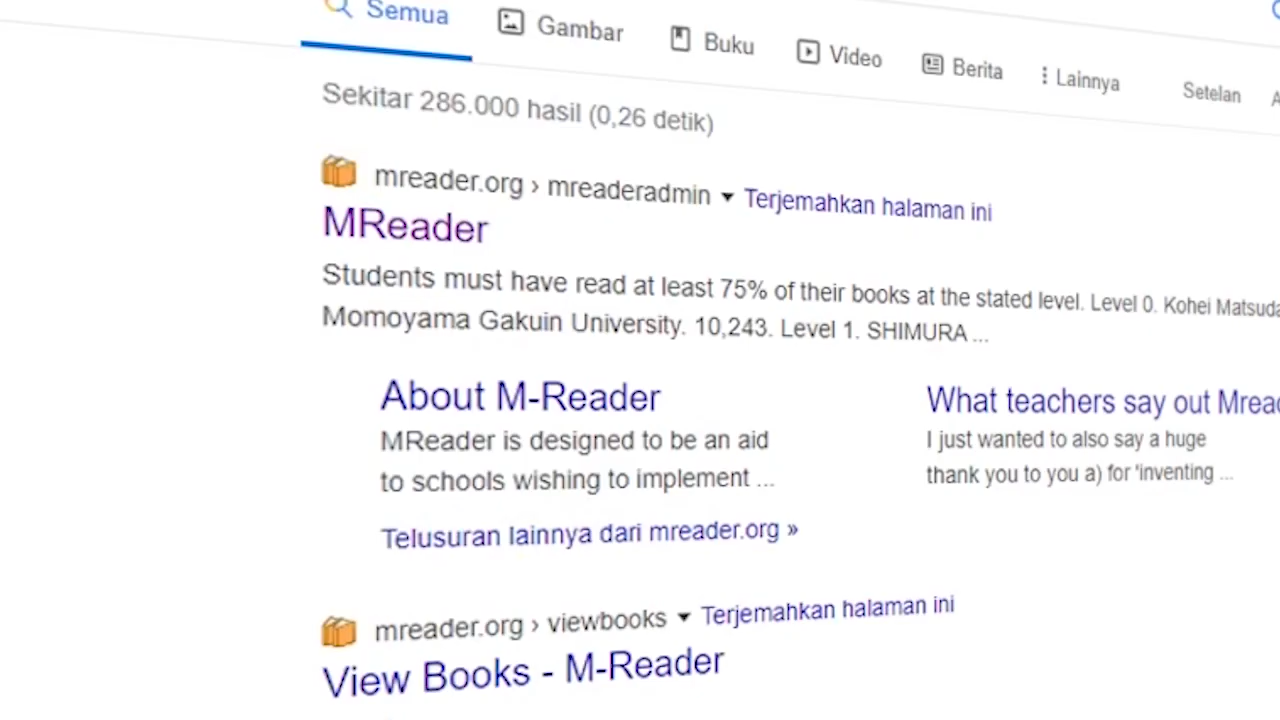 Semua Gambar Buku Video Berita Lainnya Setelan
Sekitar 286.000 hasil (0,26 detik)
mreader.org › mreaderadmin ▾ Terjemahkan halaman ini
MReader
Students must have read at least 75% of their books at the stated level. Level 0. Kohei Matsuda
Momoyama Gakuin University. 10,243. Level 1. SHIMURA ...
About M-Reader
MReader is designed to be an aid
to schools wishing to implement ...
What teachers say out Mread
I just wanted to also say a huge
thank you to you a) for 'inventing ...
Telusuran lainnya dari mreader.org »
mreader.org › viewbooks ▾ Terjemahkan halaman ini
View Books - M-Reader